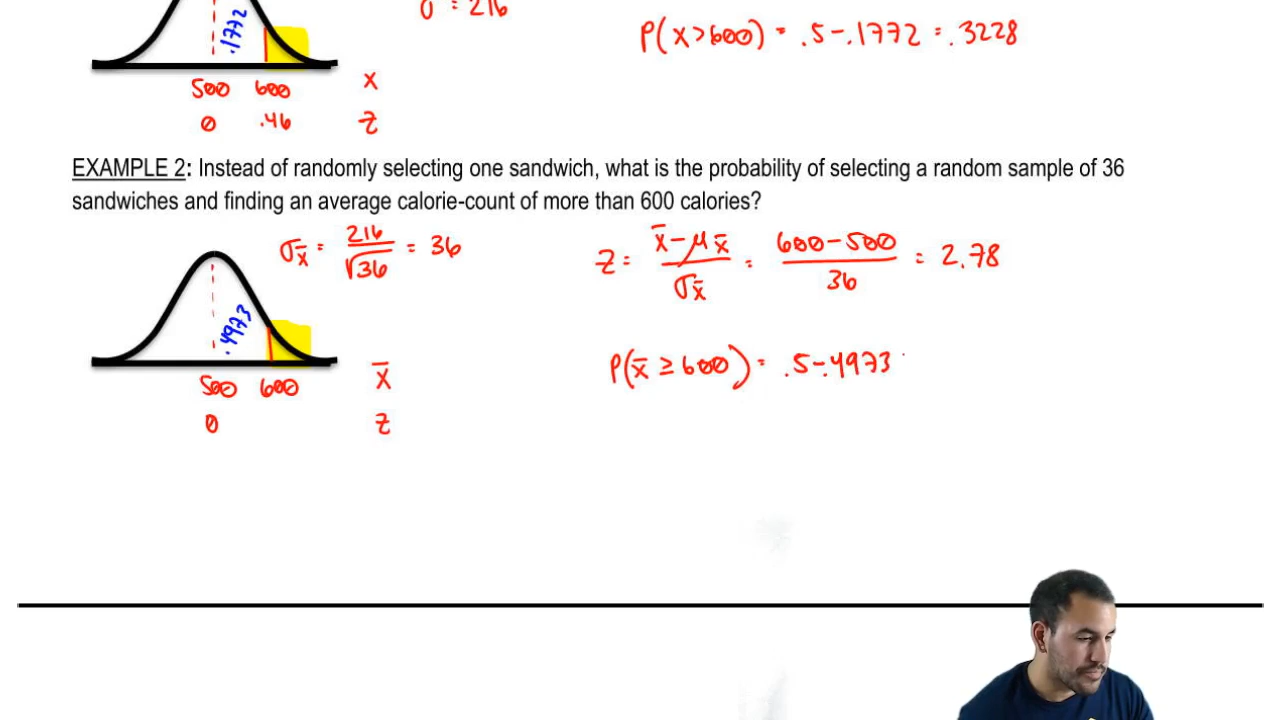 σ = 216
.1772
P(x>600) = .5-.1772 = .3228
500 600 x
0 .46 z
EXAMPLE 2: Instead of randomly selecting one sandwich, what is the probability of selecting a random sample of 36
sandwiches and finding an average calorie-count of more than 600 calories?
σx̄ = 216/√36 = 36
z = x̄-μx̄/σx̄ = 600-500/36 = 2.78
.4973
P(x̄ ≥ 600) = .5-.4973
500 600 x̄
0 z